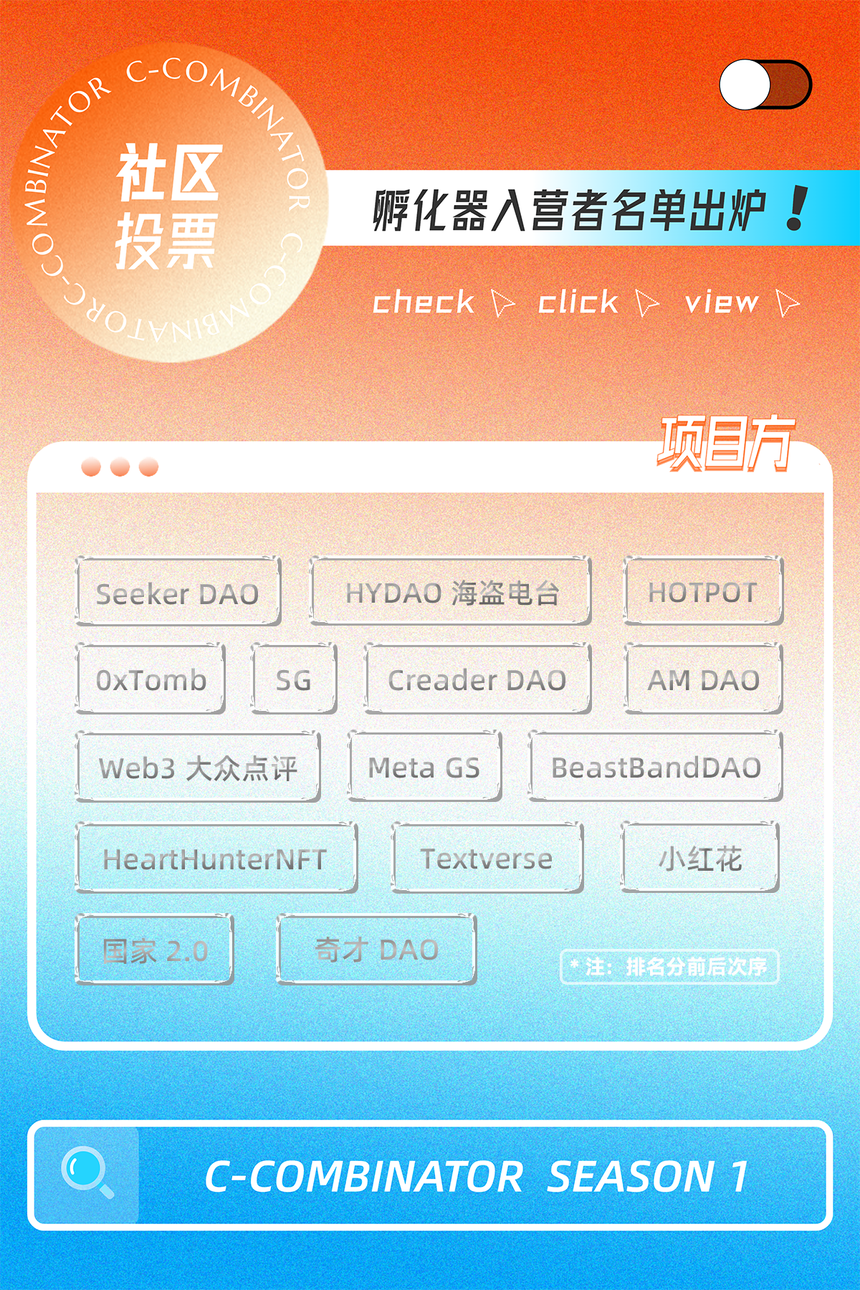 C-COMBINATOR C-COMBINATOR C-COMBINATORC-COMBINATOR
社区
投票
孵化器入营者名单出炉！
check click view
项目方
Seeker DAO HYDAO 海盗电台 HOTPOT
0xTomb SG Creader DAO AM DAO
Web3 大众点评 Meta GS BeastBandDAO
HeartHunterNFT Textverse 小红花
国家 2.0 奇才 DAO
*注：排名分前后次序
C-COMBINATOR SEASON 1